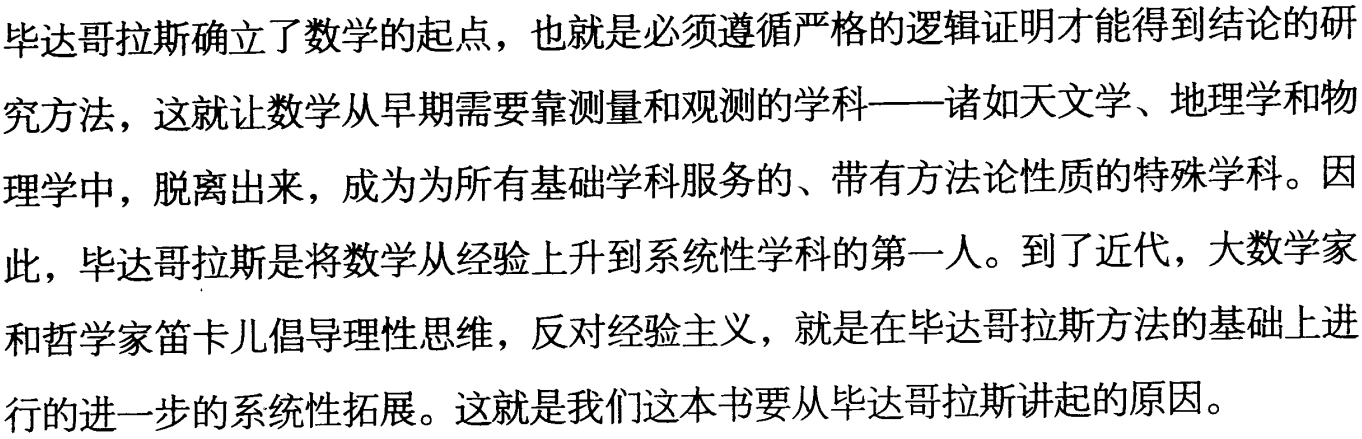 毕达哥拉斯确立了数学的起点，也就是必须遵循严格的逻辑证明才能得到结论的研
究方法，这就让数学从早期需要靠测量和观测的学科——诸如天文学、地理学和物
理学中，脱离出来，成为为所有基础学科服务的、带有方法论性质的特殊学科。因
此，毕达哥拉斯是将数学从经验上升到系统性学科的第一人。到了近代，大数学家
和哲学家笛卡儿倡导理性思维，反对经验主义，就是在毕达哥拉斯方法的基础上进
行的进一步的系统性拓展。这就是我们这本书要从毕达哥拉斯讲起的原因。